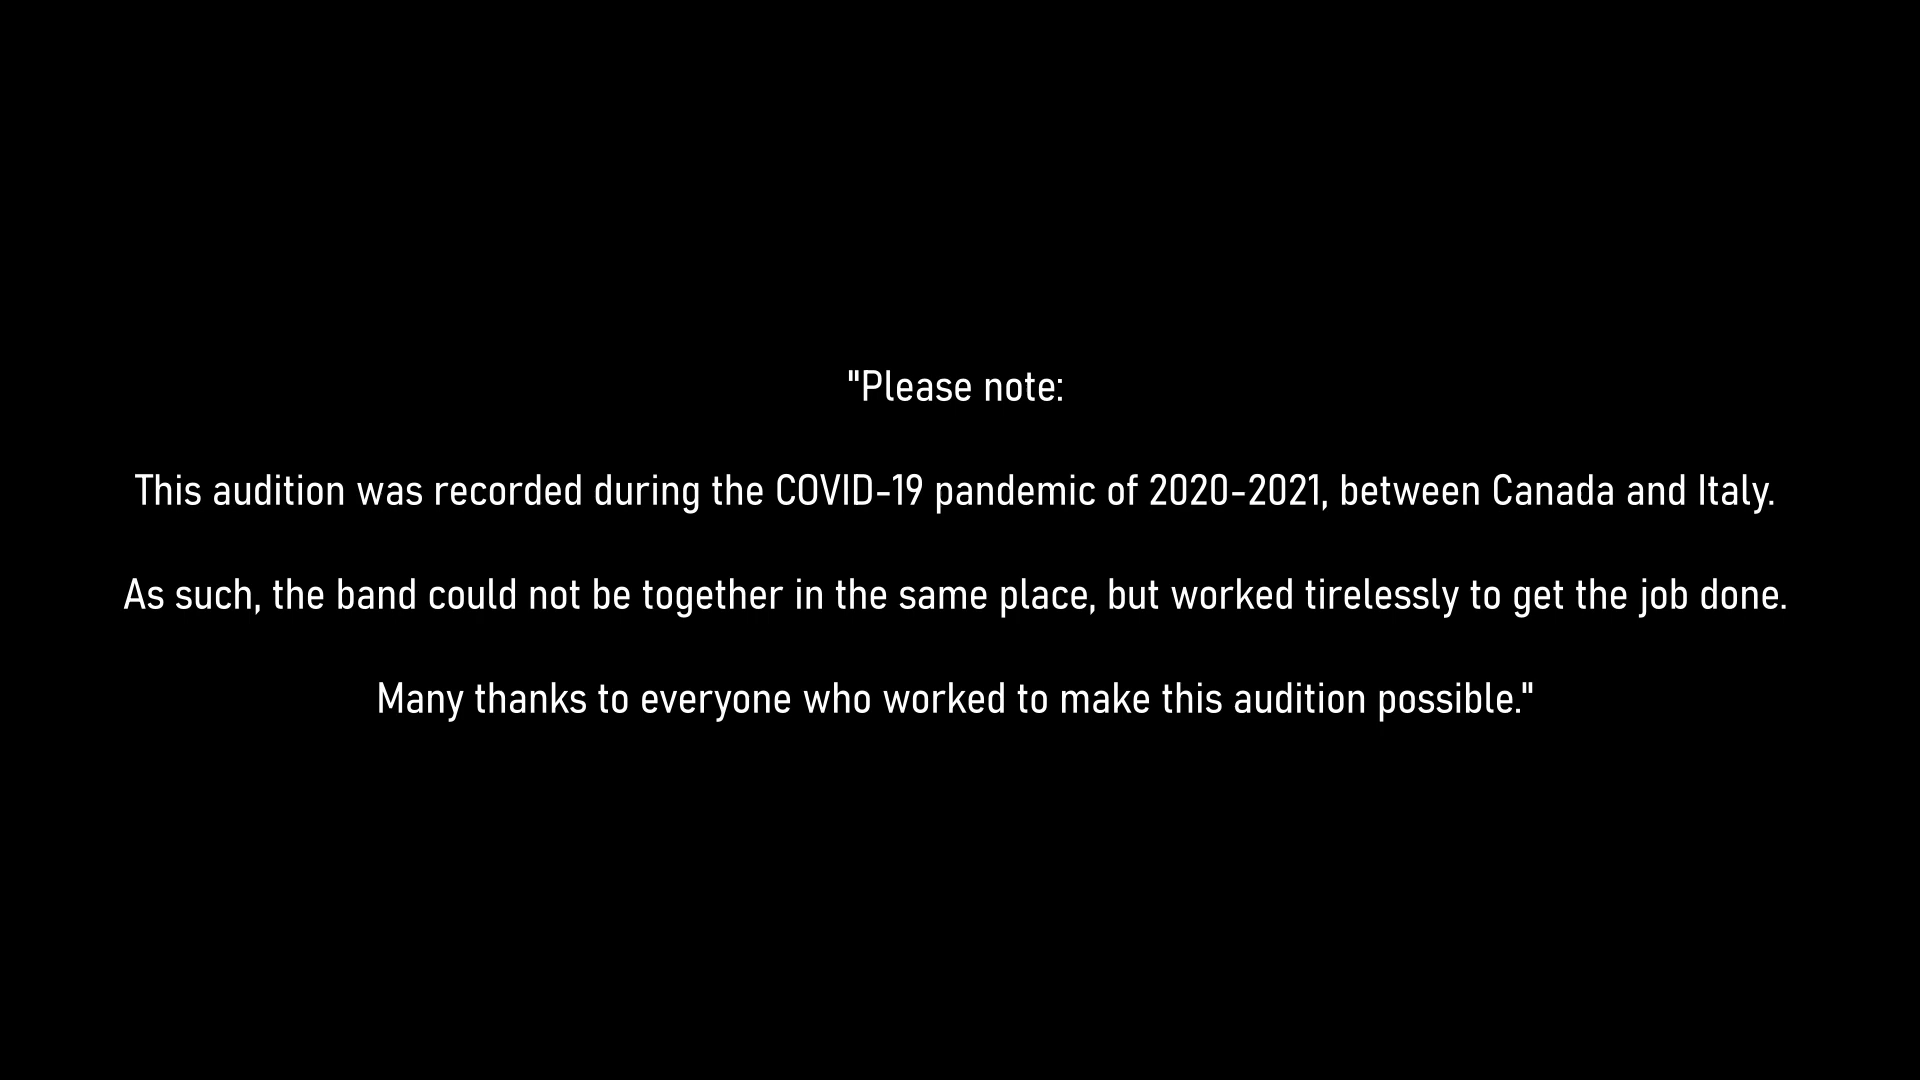 "Please note:
This audition was recorded during the COVID-19 pandemic of 2020-2021, between Canada and Italy.
As such, the band could not be together in the same place, but worked tirelessly to get the job done.
Many thanks to everyone who worked to make this audition possible."